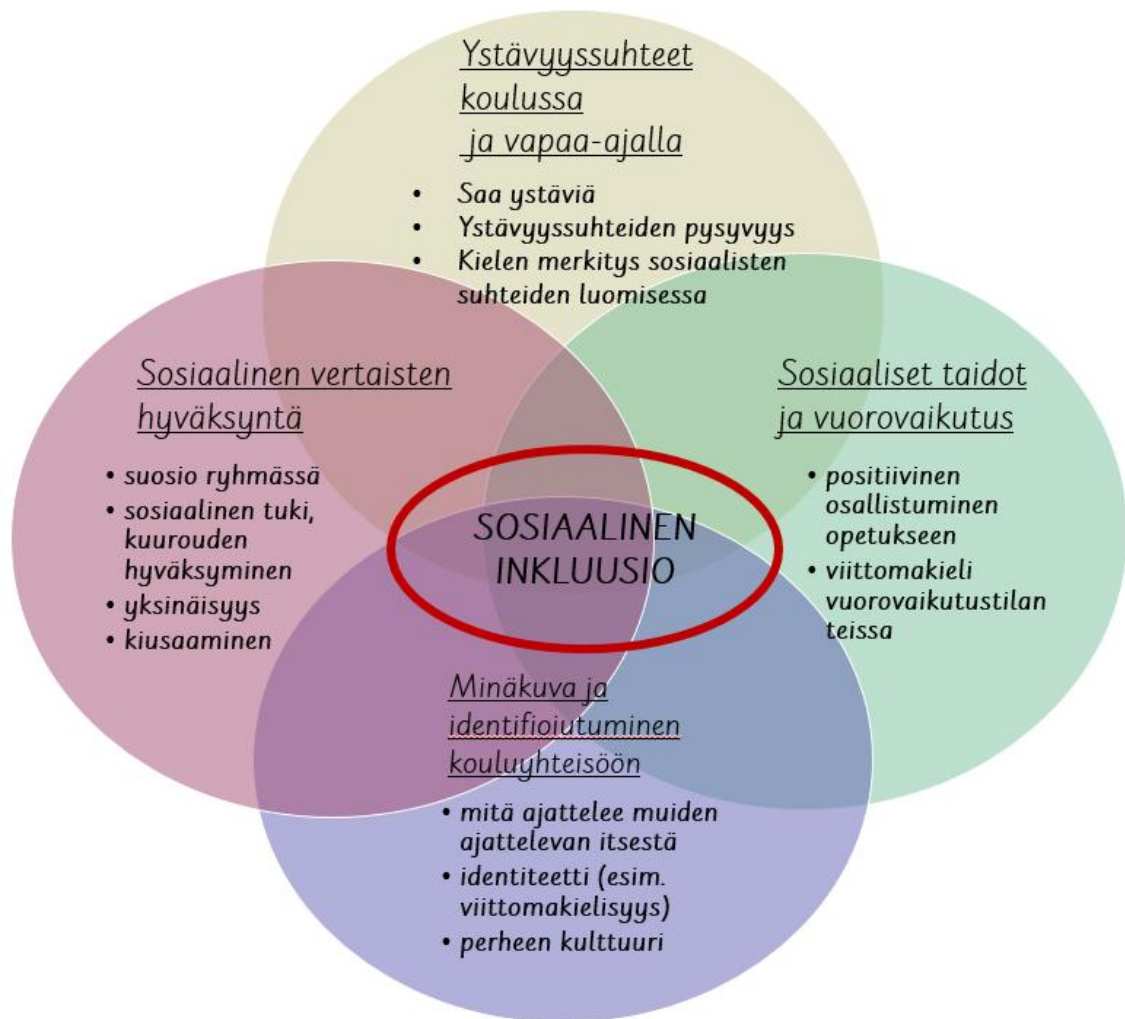 Ystävyyssuhteet
koulussa
ja vapaa-ajalla
• Saa ystäviä
• Ystävyyssuhteiden pysyvyys
• Kielen merkitys sosiaalisten
suhteiden luomisessa
Sosiaalinen vertaisten
hyväksyntä
• suosio ryhmässä
• sosiaalinen tuki,
kuurouden
hyväksyminen
• yksinäisyys
• kiusaaminen
Sosiaaliset taidot
ja vuorovaikutus
• positiivinen
osallistuminen
opetukseen
• viittomakieli
vuorovaikutustilan
teissa
SOSIAALINEN
INKLUUSIO
Minäkuva ja
identifioiutuminen
kouluyhteisöön
• mitä ajattelee muiden
ajattelevan itsestä
• identiteetti (esim.
viittomakielisyys)
• perheen kulttuuri